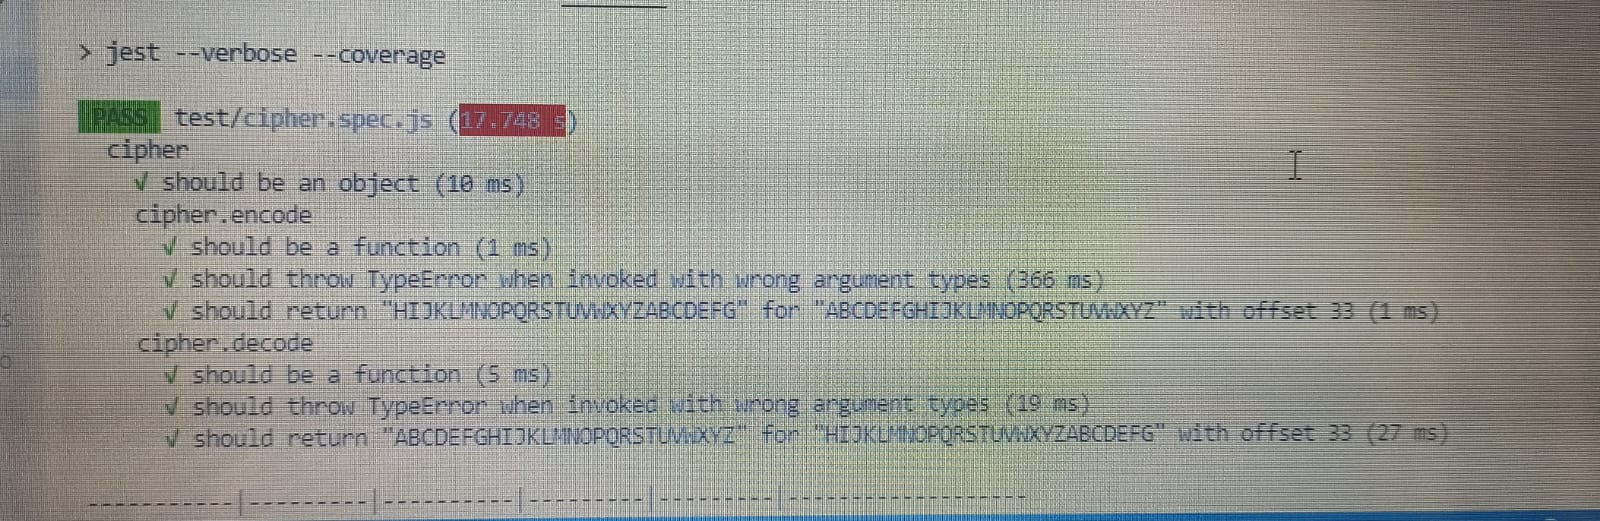 > jest --verbose --coverage
PASS test/cipher.spec.js (17.748 s)
cipher
√ should be an object (10 ms)
cipher.encode
√ should be a function (1 ms)
√ should throw TypeError when invoked with wrong argument types (366 ms)
√ should return "HIJKLMNOPQRSTUVWXYZABCDEFG" for "ABCDEFGHIJKLMNOPQRSTUVWXYZ" with offset 33 (1 ms)
cipher.decode
√ should be a function (5 ms)
√ should throw TypeError when invoked with wrong argument types (19 ms)
√ should return "ABCDEFGHIJKLMNOPQRSTUVWXYZ" for "HIJKLMNOPQRSTUVWXYZABCDEFG" with offset 33 (27 ms)